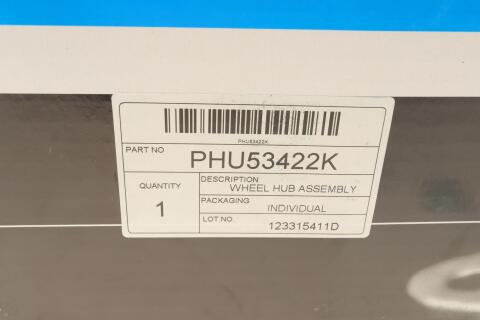 PHU53422K
PART NO PHU53422K
QUANTITY 1
DESCRIPTION WHEEL HUB ASSEMBLY
PACKAGING INDIVIDUAL
LOT NO. 123315411D